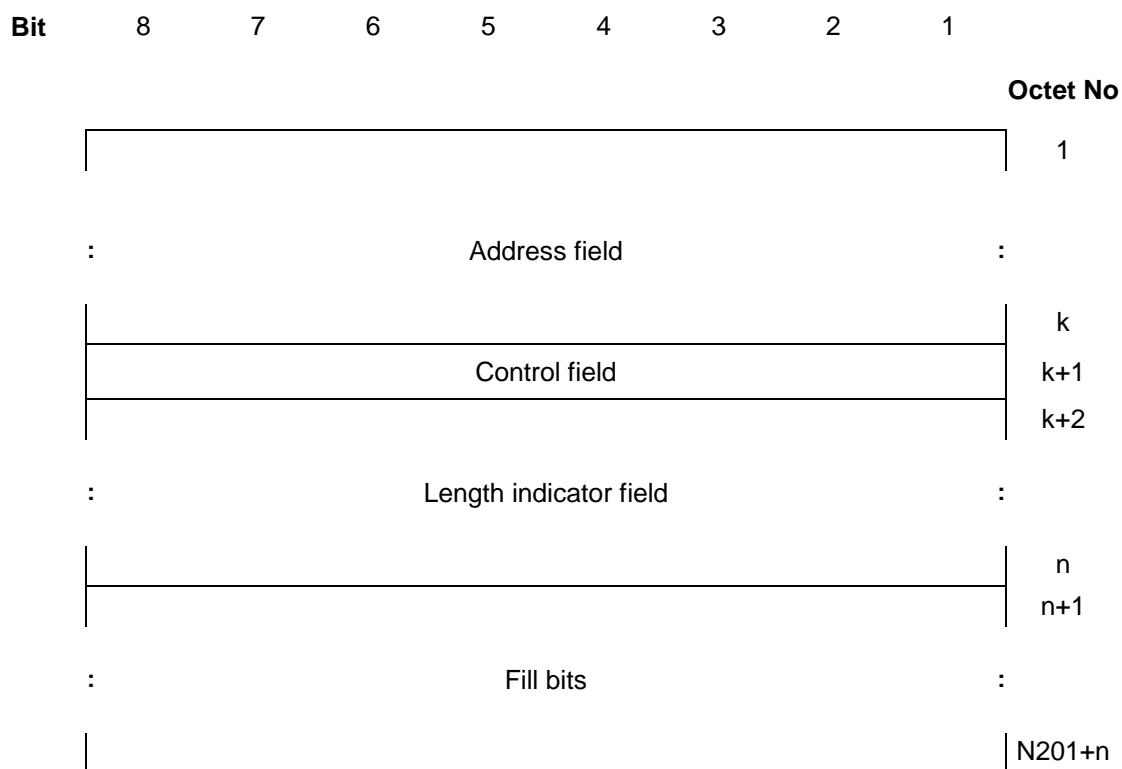 Bit 8 7 6 5 4 3 2 1
Octet No
1
: Address field :
k
Control field k+1
k+2
: Length indicator field :
n
n+1
: Fill bits :
N201+n